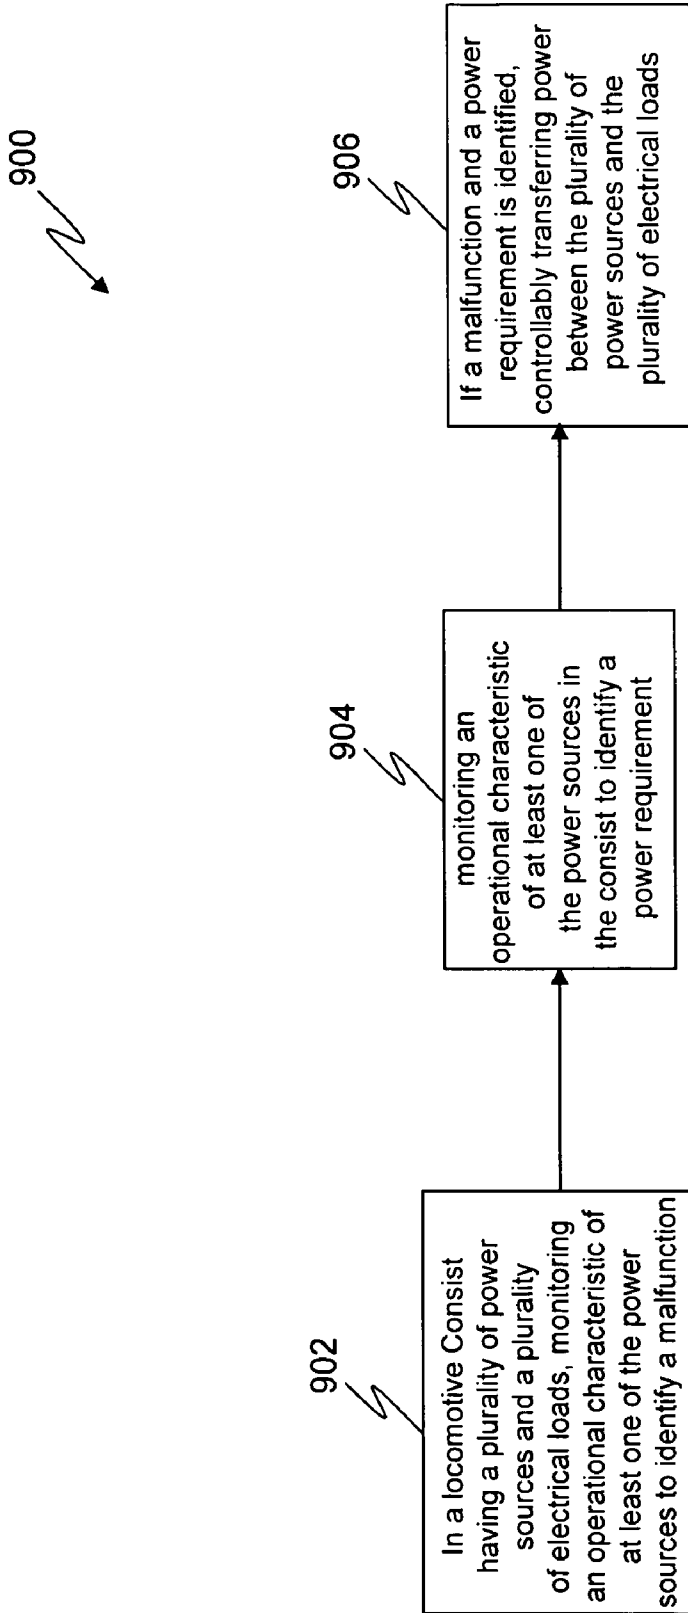 900
902
In a locomotive Consist
having a plurality of power
sources and a plurality
of electrical loads, monitoring
an operational characteristic of
at least one of the power
sources to identify a malfunction
904
monitoring an
operational characteristic
of at least one of
the power sources in
the consist to identify a
power requirement
906
If a malfunction and a power
requirement is identified,
controllably transferring power
between the plurality of
power sources and the
plurality of electrical loads